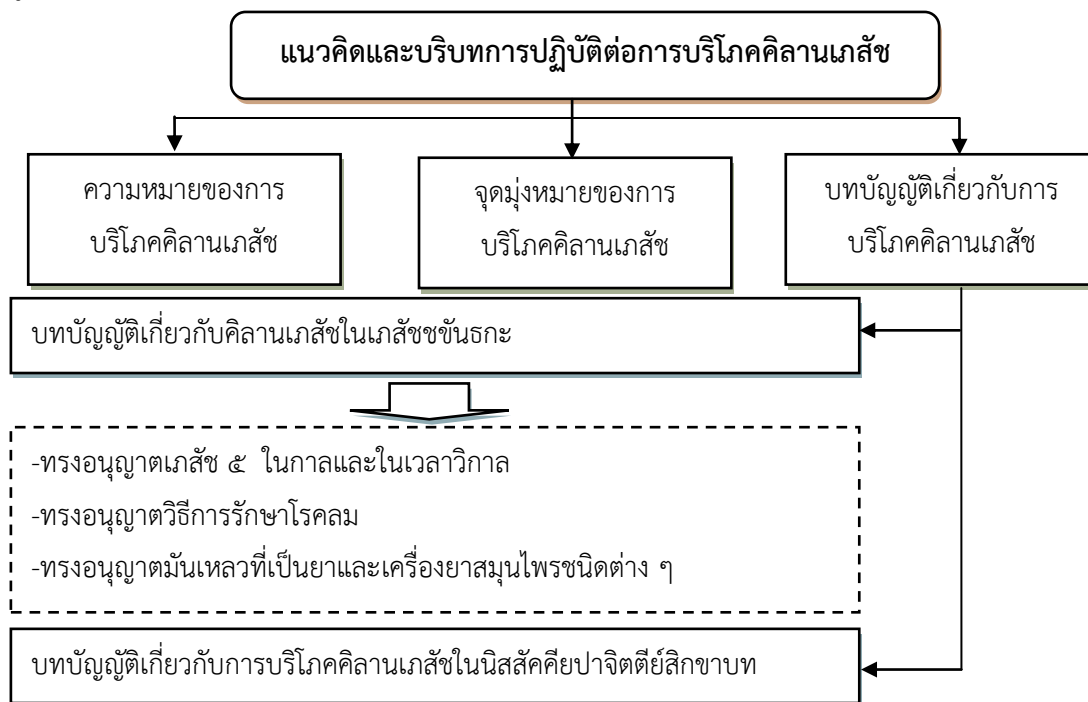 แนวคิดและบริบทการปฏิบัติต่อการบริโภคคิลานเภสัช
ความหมายของการ
บริโภคคิลานเภสัช
จุดมุ่งหมายของการ
บริโภคคิลานเภสัช
บทบัญญัติเกี่ยวกับการ
บริโภคคิลานเภสัช
บทบัญญัติเกี่ยวกับคิลานเภสัชในเภสัชชขันธกะ
-ทรงอนุญาตเภสัช ๕ ในกาลและในเวลาวิกาล
-ทรงอนุญาตวิธีการรักษาโรคลม
-ทรงอนุญาตมันเหลวที่เป็นยาและเครื่องยาสมุนไพรชนิดต่าง ๆ
บทบัญญัติเกี่ยวกับการบริโภคคิลานเภสัชในนิสสัคคียปาจิตตีย์สิกขาบท